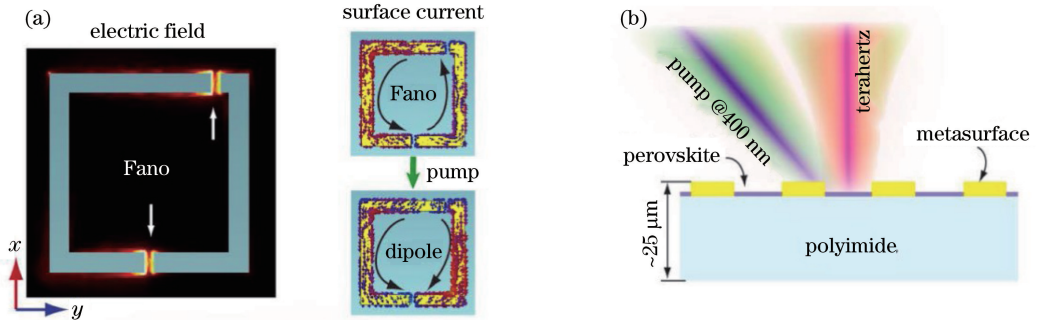 (a)
electric field
Fano
x
y
surface current
Fano
pump
dipole
(b)
pump @400 nm
terahertz
metasurface
perovskite
~25 μm
polyimide